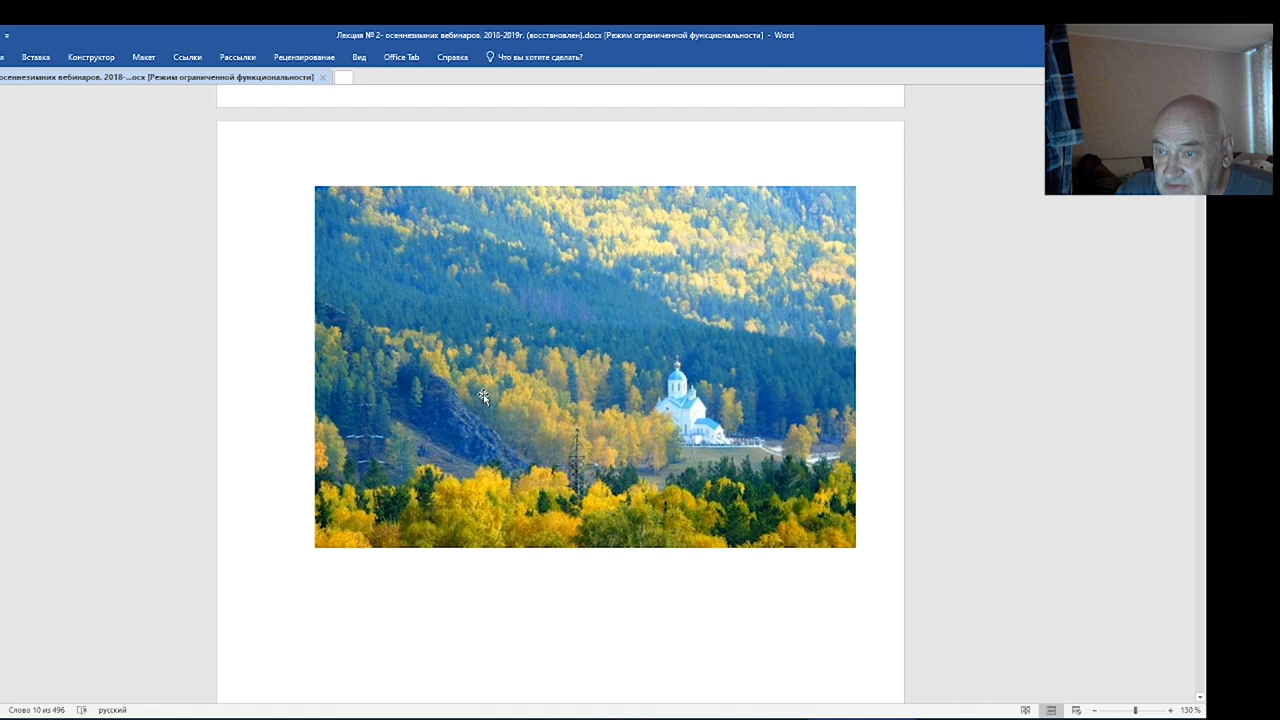 Лекция № 2- осеннезимних вебинаров. 2018-2019г. (восстановлен).docx [Режим ограниченной функциональности] - Word
я Вставка Конструктор Макет Ссылки Рассылки Рецензирование Вид Office Tab Справка Что вы хотите сделать?
осеннезимних вебинаров. 2018-...ocx [Режим ограниченной функциональности]
Слово 10 из 496 русский 130 %